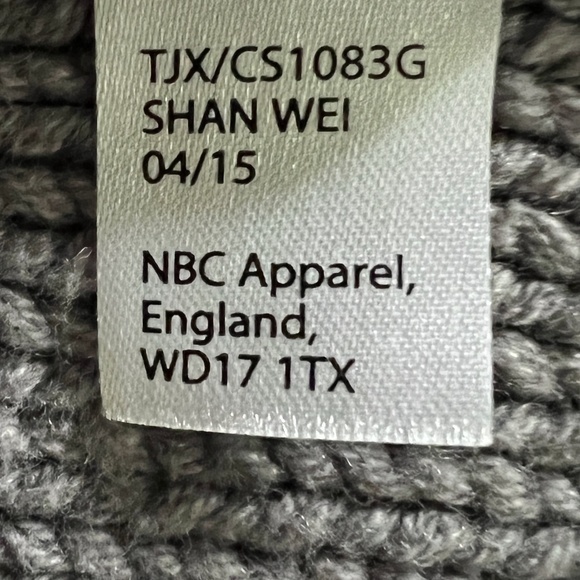 TJX/CS1083G
SHAN WEI
04/15
NBC Apparel,
England,
WD17 1TX